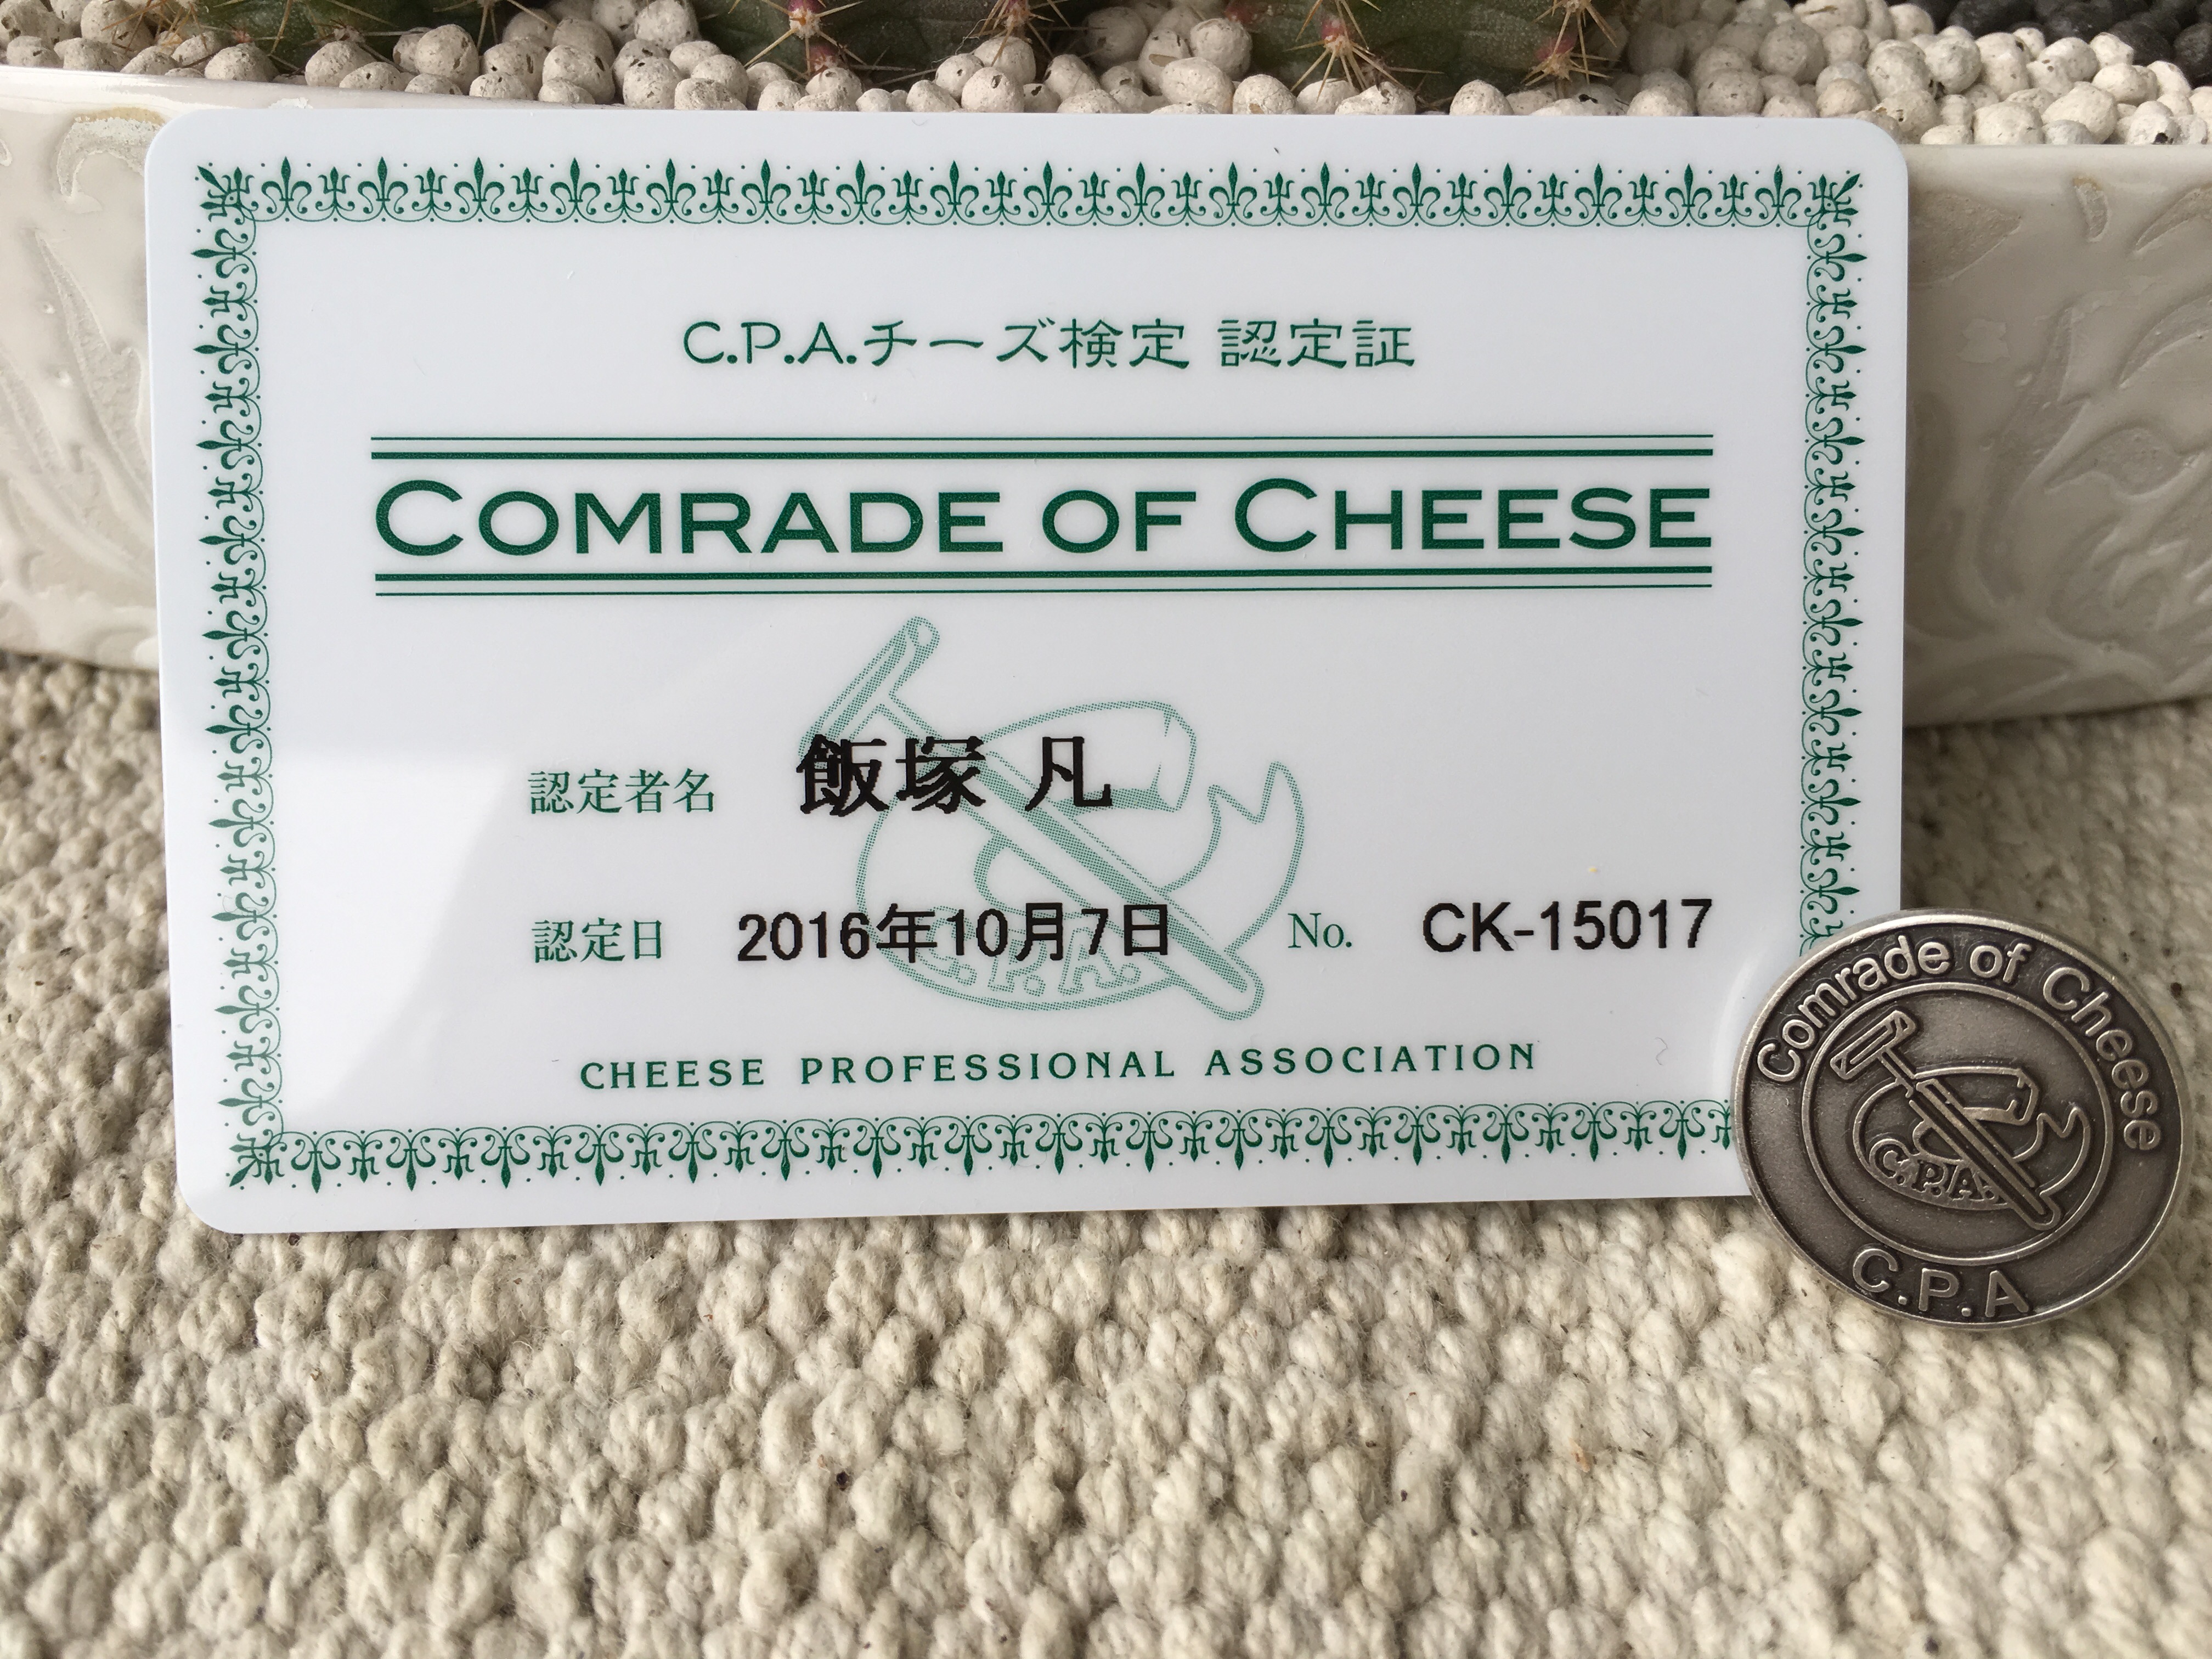 C.P.A.チーズ検定 認定証
COMRADE OF CHEESE
認定者名 飯塚 凡
認定日 2016年10月7日 No. CK-15017
C.P.A.
CHEESE PROFESSIONAL ASSOCIATION
Comrade of Cheese
C.P.A.
C.P.A